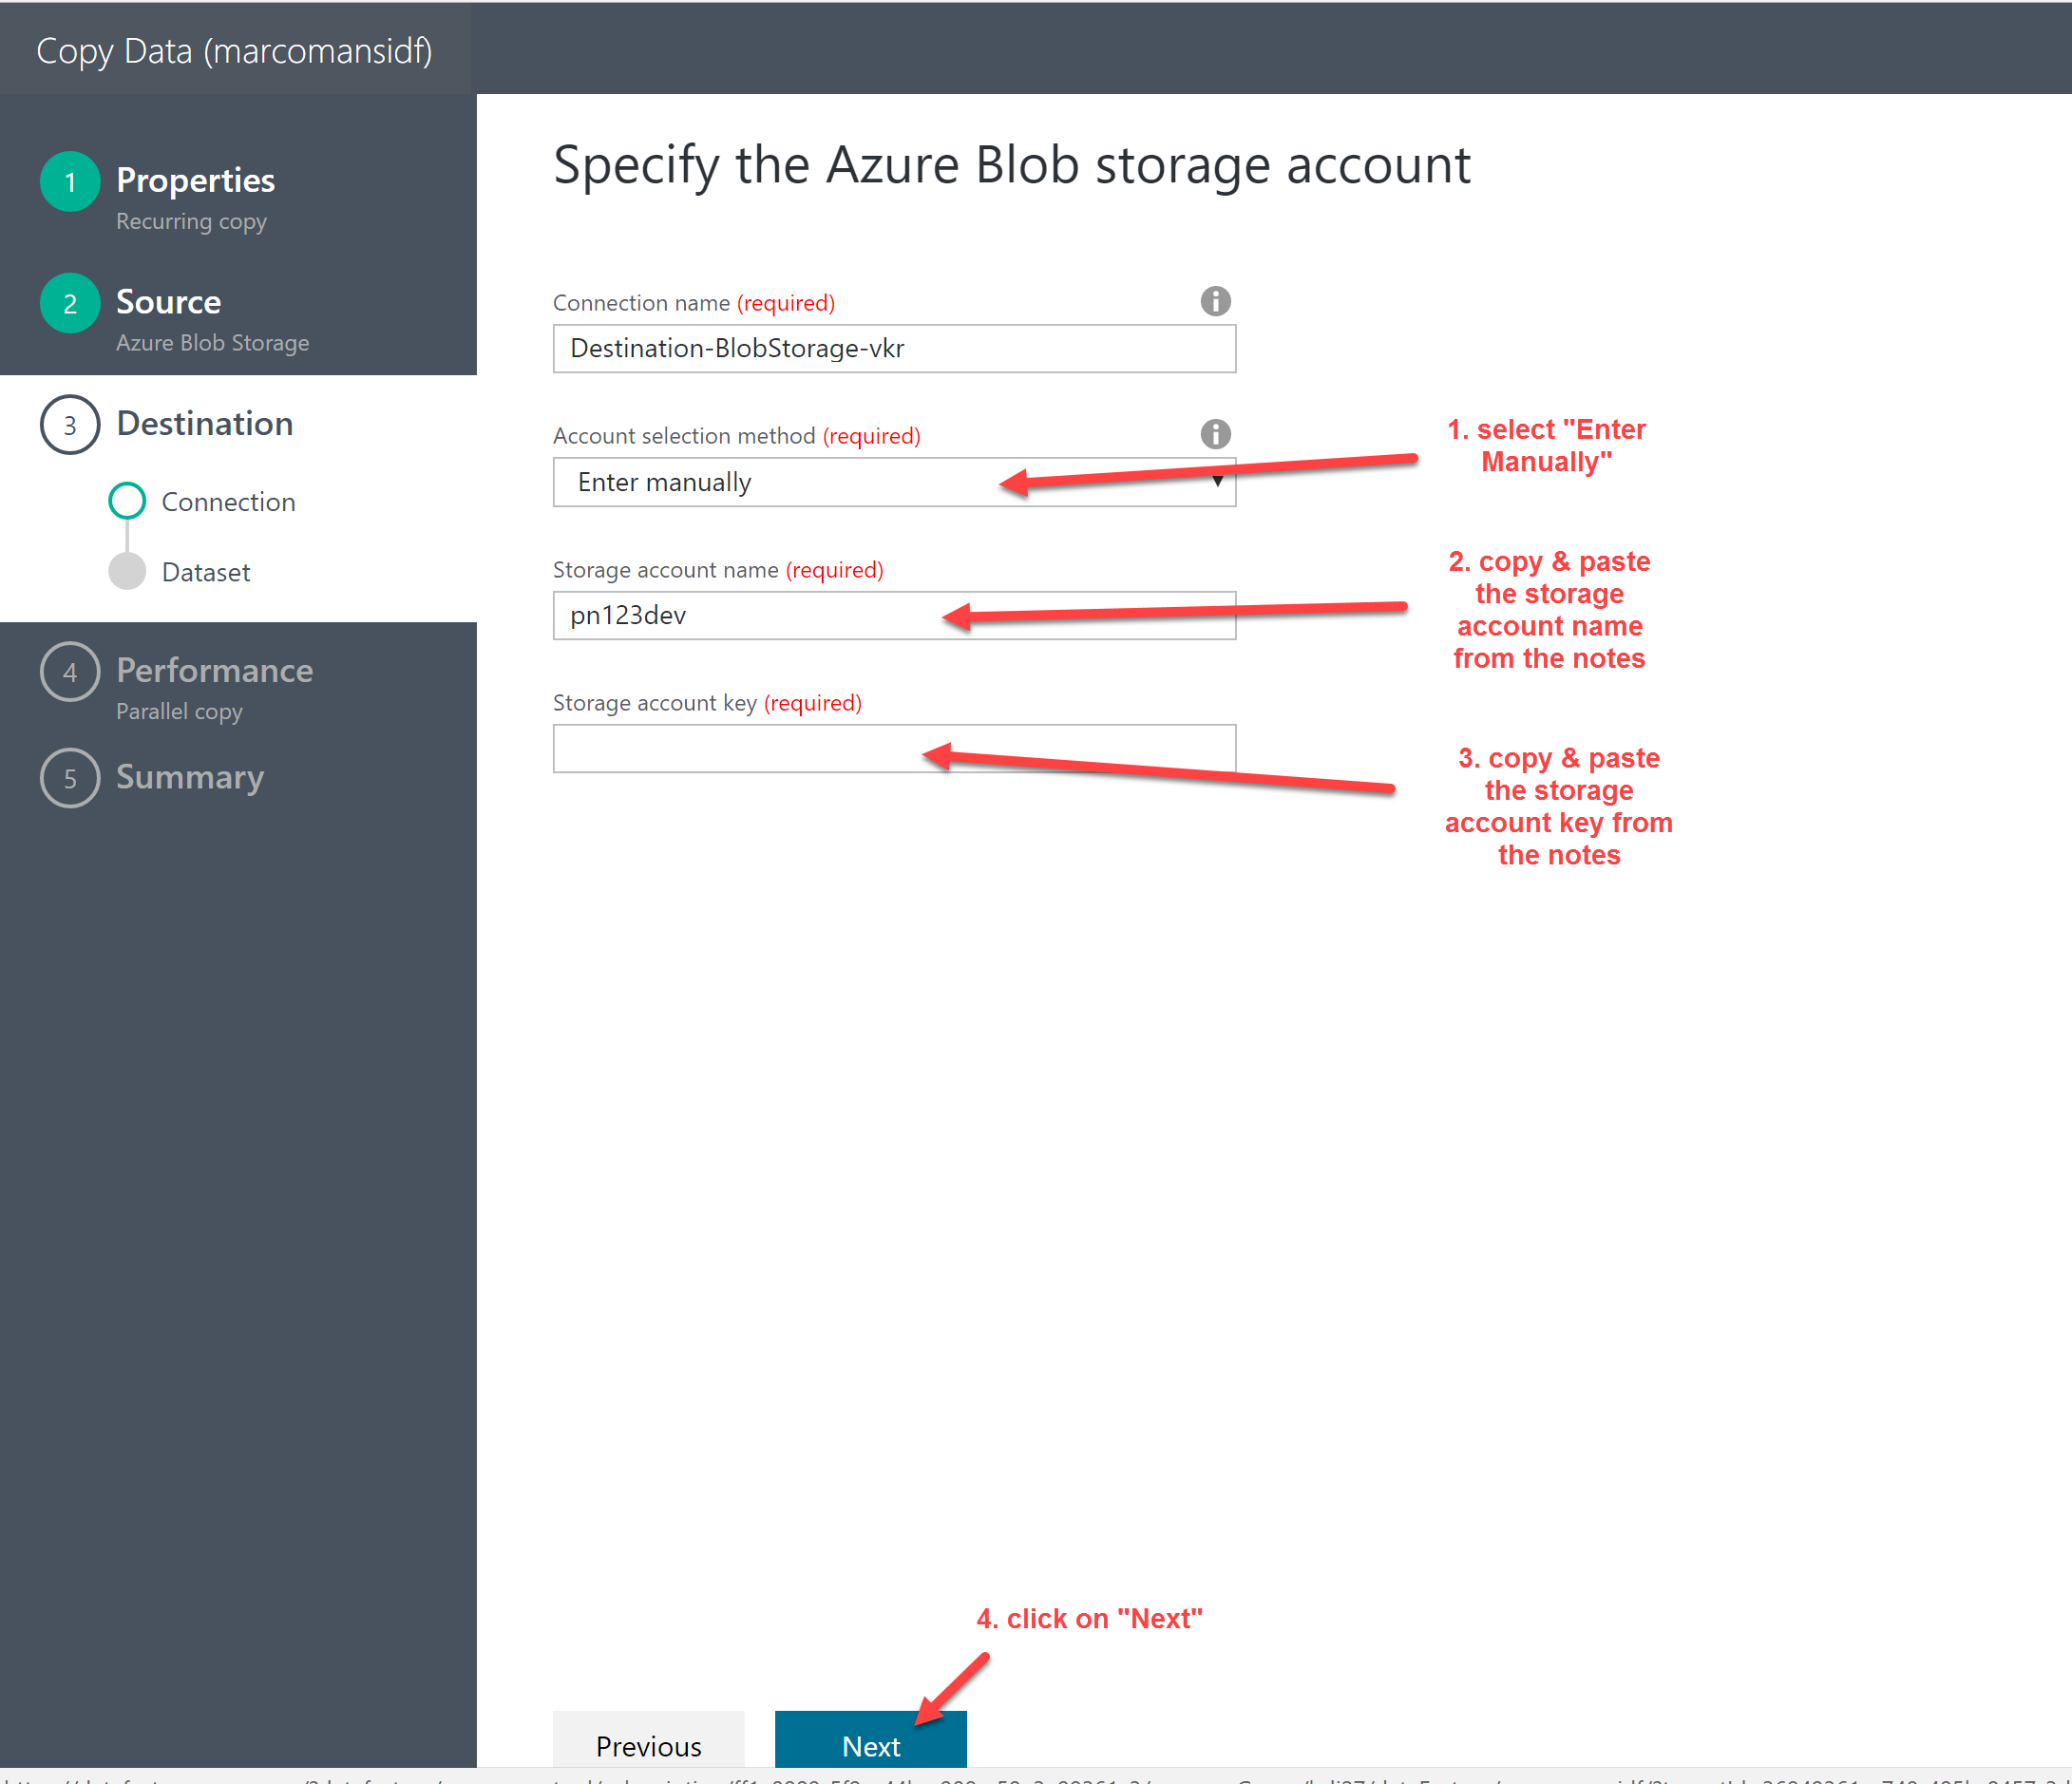 Copy Data (marcomansidf)
1 Properties
Recurring copy
2 Source
Azure Blob Storage
3 Destination
Connection
Dataset
4 Performance
Parallel copy
5 Summary
Specify the Azure Blob storage account
Connection name (required)
Destination-BlobStorage-vkr
Account selection method (required)
Enter manually
Storage account name (required)
pn123dev
Storage account key (required)
1. select "Enter
Manually"
2. copy & paste
the storage
account name
from the notes
3. copy & paste
the storage
account key from
the notes
4. click on "Next"
Previous
Next